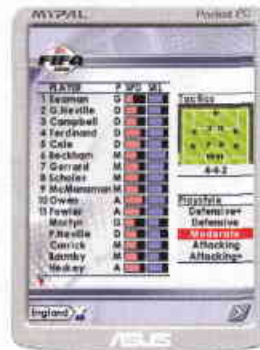 MYPAL Pocket PC
FIFA
PLAYER P SPD SKL
1 Seaman G
2 G.Neville D
3 Campbell D
4 Ferdinand D
5 Cole D
6 Beckham M
7 Gerrard M
8 Scholes M
9 McManaman M
10 Owen A
11 Fowler A
Martyn G
P.Neville D
Carrick M
Barmby M
Heskey A
Tactics
4-4-2
Playstyle
Defensive+
Defensive
Moderate
Attacking
Attacking+
England
ASUS